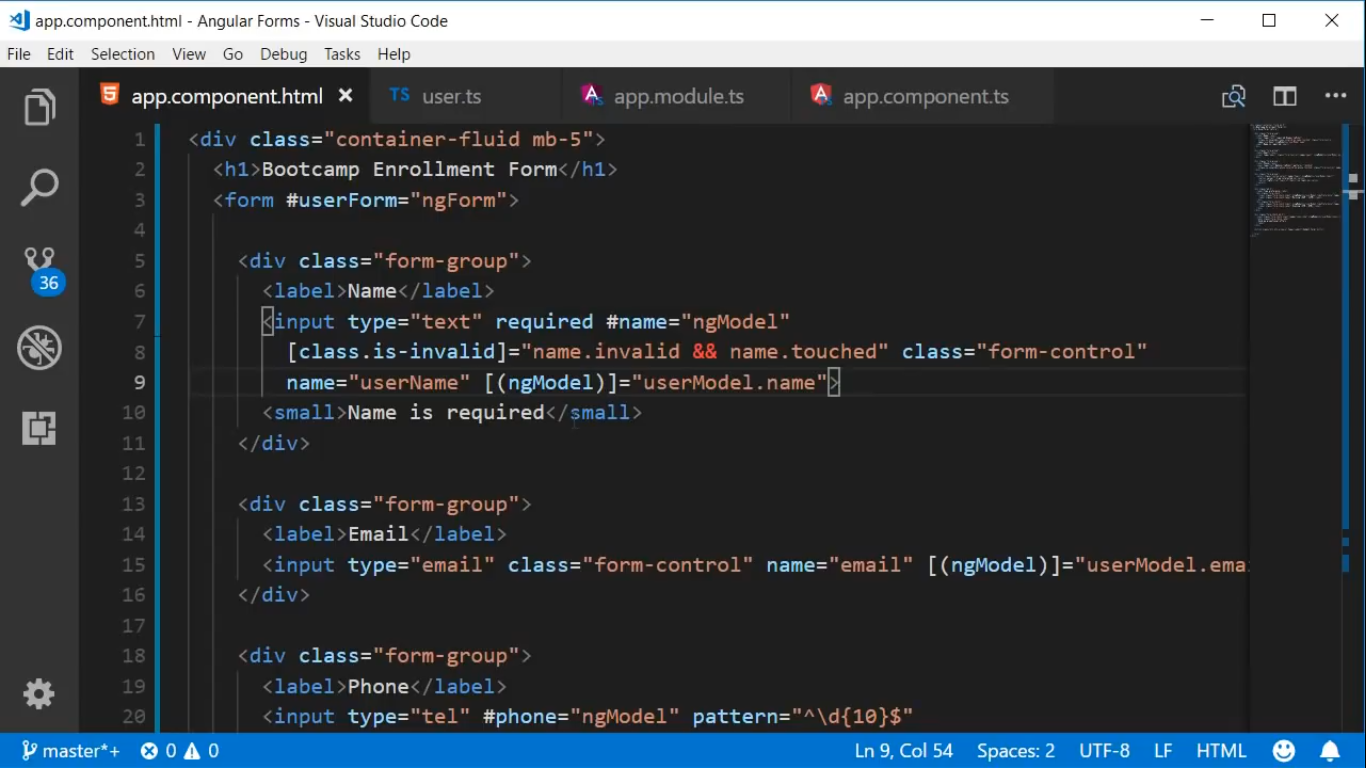 app.component.html - Angular Forms - Visual Studio Code
File Edit Selection View Go Debug Tasks Help
app.component.html TS user.ts app.module.ts app.component.ts
1 <div class="container-fluid mb-5">
2 <h1>Bootcamp Enrollment Form</h1>
3 <form #userForm="ngForm">
4
5 <div class="form-group">
6 <label>Name</label>
7 <input type="text" required #name="ngModel"
8 [class.is-invalid]="name.invalid && name.touched" class="form-control"
9 name="userName" [(ngModel)]="userModel.name">
10 <small>Name is required</small>
11 </div>
12
13 <div class="form-group">
14 <label>Email</label>
15 <input type="email" class="form-control" name="email" [(ngModel)]="userModel.emai
16 </div>
17
18 <div class="form-group">
19 <label>Phone</label>
20 <input type="tel" #phone="ngModel" pattern="^\d{10}$"
36
master*+ 0 0 Ln 9, Col 54 Spaces: 2 UTF-8 LF HTML